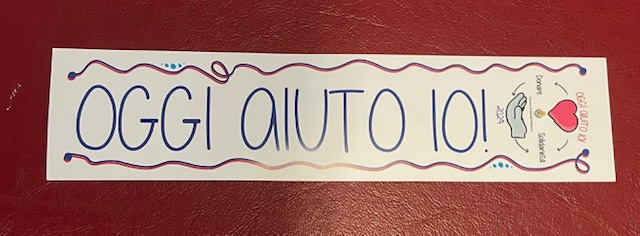 OGGI AIUTO IO!
Donare
Solidarietà
2024
OGGI AIUTO IO!